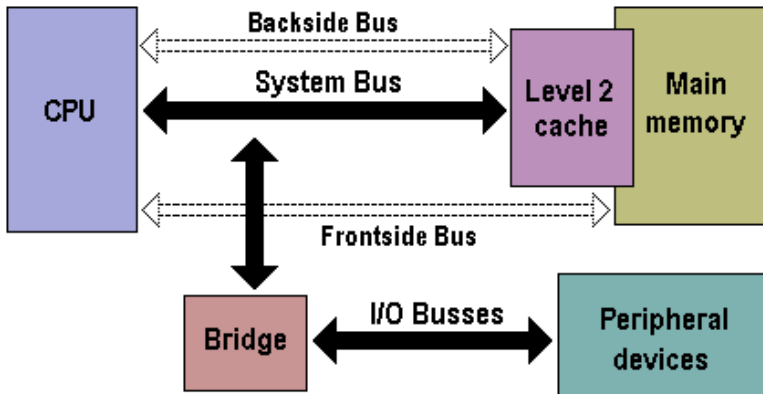 Backside Bus
System Bus
CPU
Level 2
cache
Main
memory
Frontside Bus
I/O Busses
Bridge
Peripheral
devices